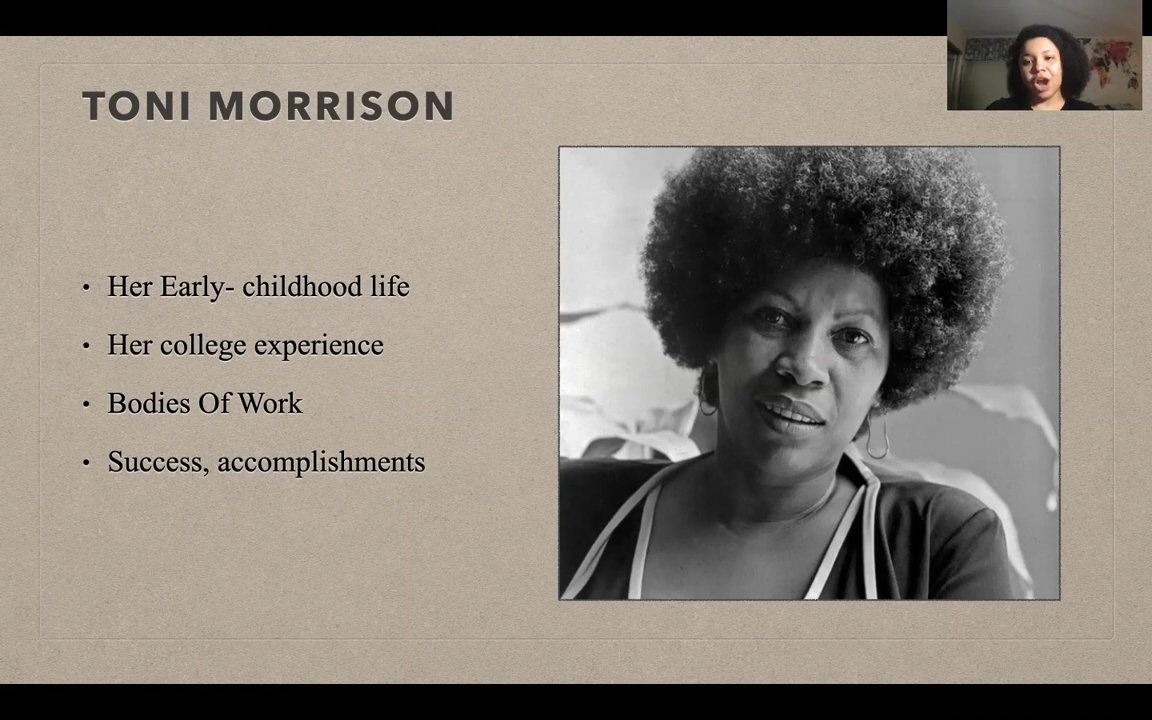 TONI MORRISON
• Her Early- childhood life
• Her college experience
• Bodies Of Work
• Success, accomplishments